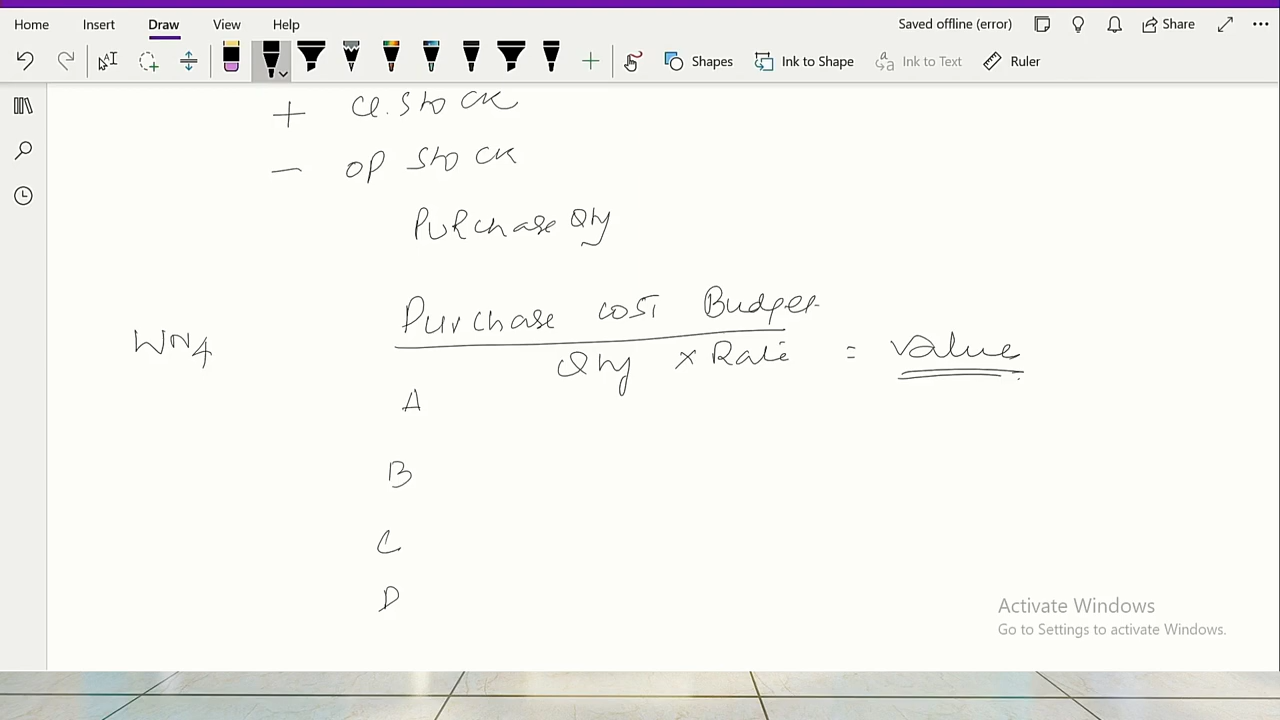 Home Insert Draw View Help Saved offline (error) Share
Shapes Ink to Shape Ink to Text Ruler
+ Cl. Stock
- OP Stock
Purchase Qty
Purchase Cost Budget
WN4 Qty x Rate = Value
A
B
C
D
Activate Windows
Go to Settings to activate Windows.